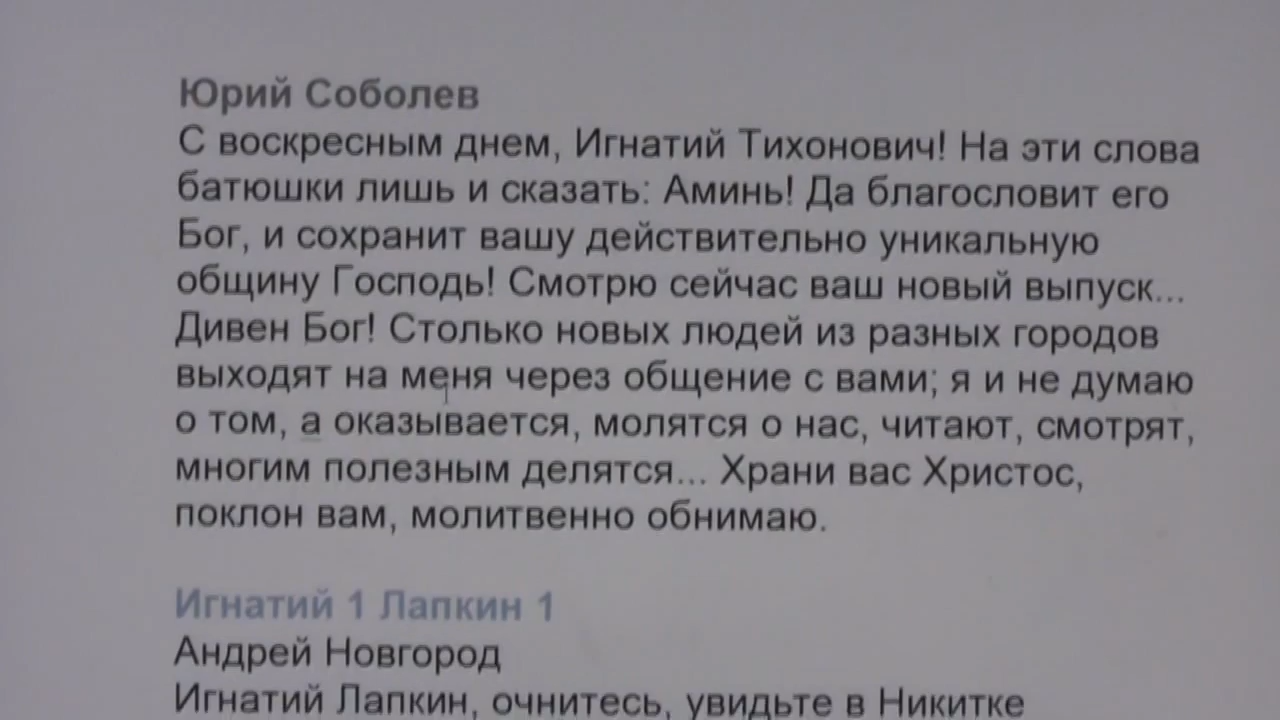 Юрий Соболев
С воскресным днем, Игнатий Тихонович! На эти слова
батюшки лишь и сказать: Аминь! Да благословит его
Бог, и сохранит вашу действительно уникальную
общину Господь! Смотрю сейчас ваш новый выпуск...
Дивен Бог! Столько новых людей из разных городов
выходят на меня через общение с вами; я и не думаю
о том, а оказывается, молятся о нас, читают, смотрят,
многим полезным делятся... Храни вас Христос,
поклон вам, молитвенно обнимаю.
Игнатий 1 Лапкин 1
Андрей Новгород
Игнатий Лапкин, очнитесь, увидьте в Никитке